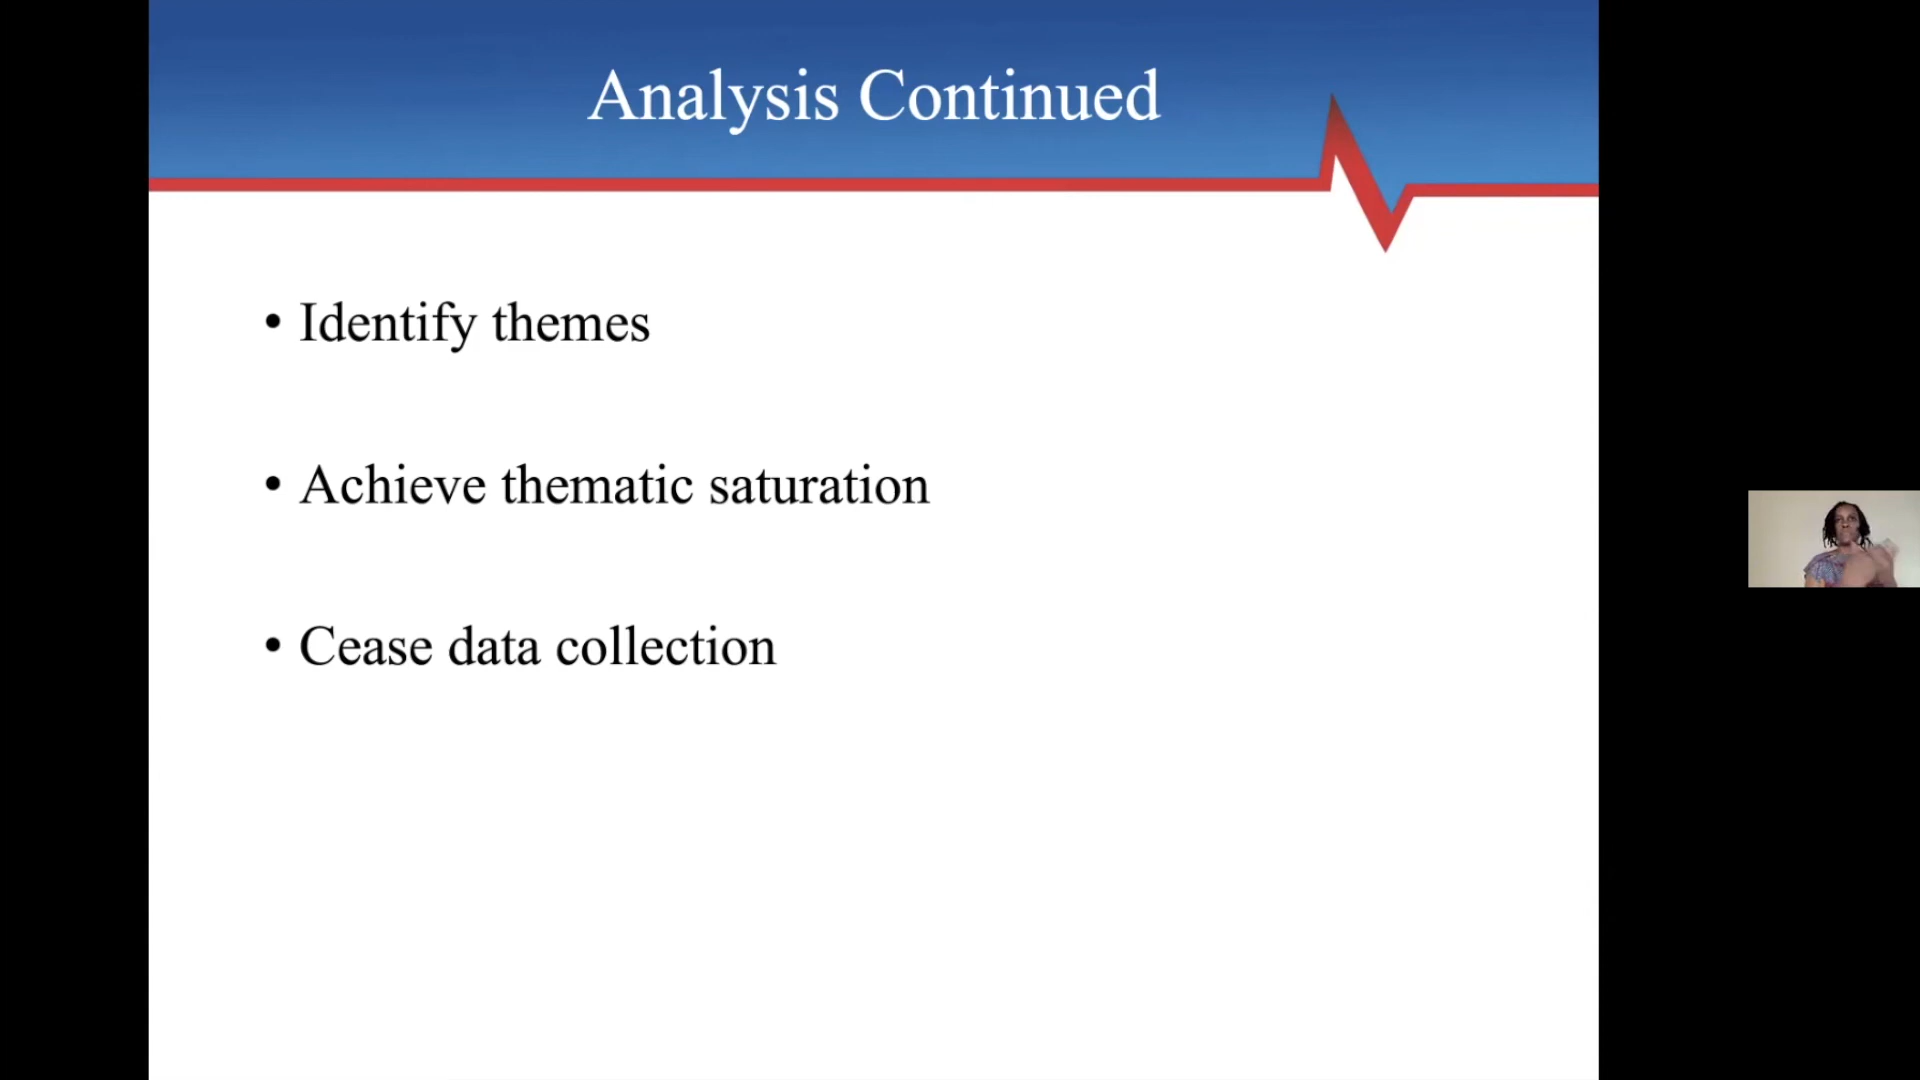 Analysis Continued
• Identify themes
• Achieve thematic saturation
• Cease data collection